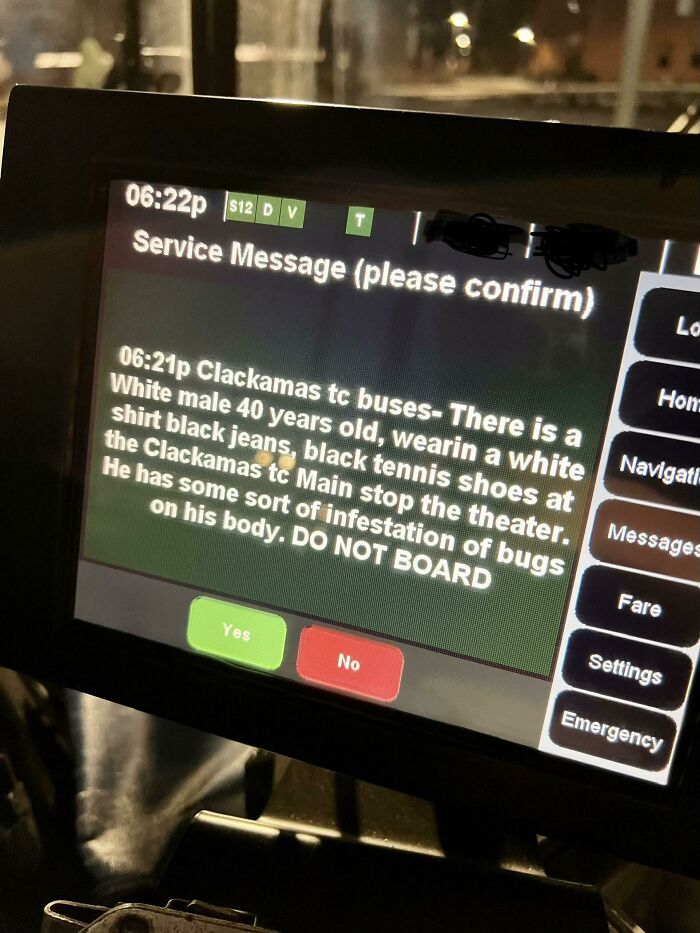 06:22p S12 D V T
Service Message (please confirm)
06:21p Clackamas tc buses- There is a
White male 40 years old, wearin a white
shirt black jeans, black tennis shoes at
the Clackamas tc Main stop the theater.
He has some sort of infestation of bugs
on his body. DO NOT BOARD
Yes
No
Lo
Hom
Navigati
Messages
Fare
Settings
Emergency